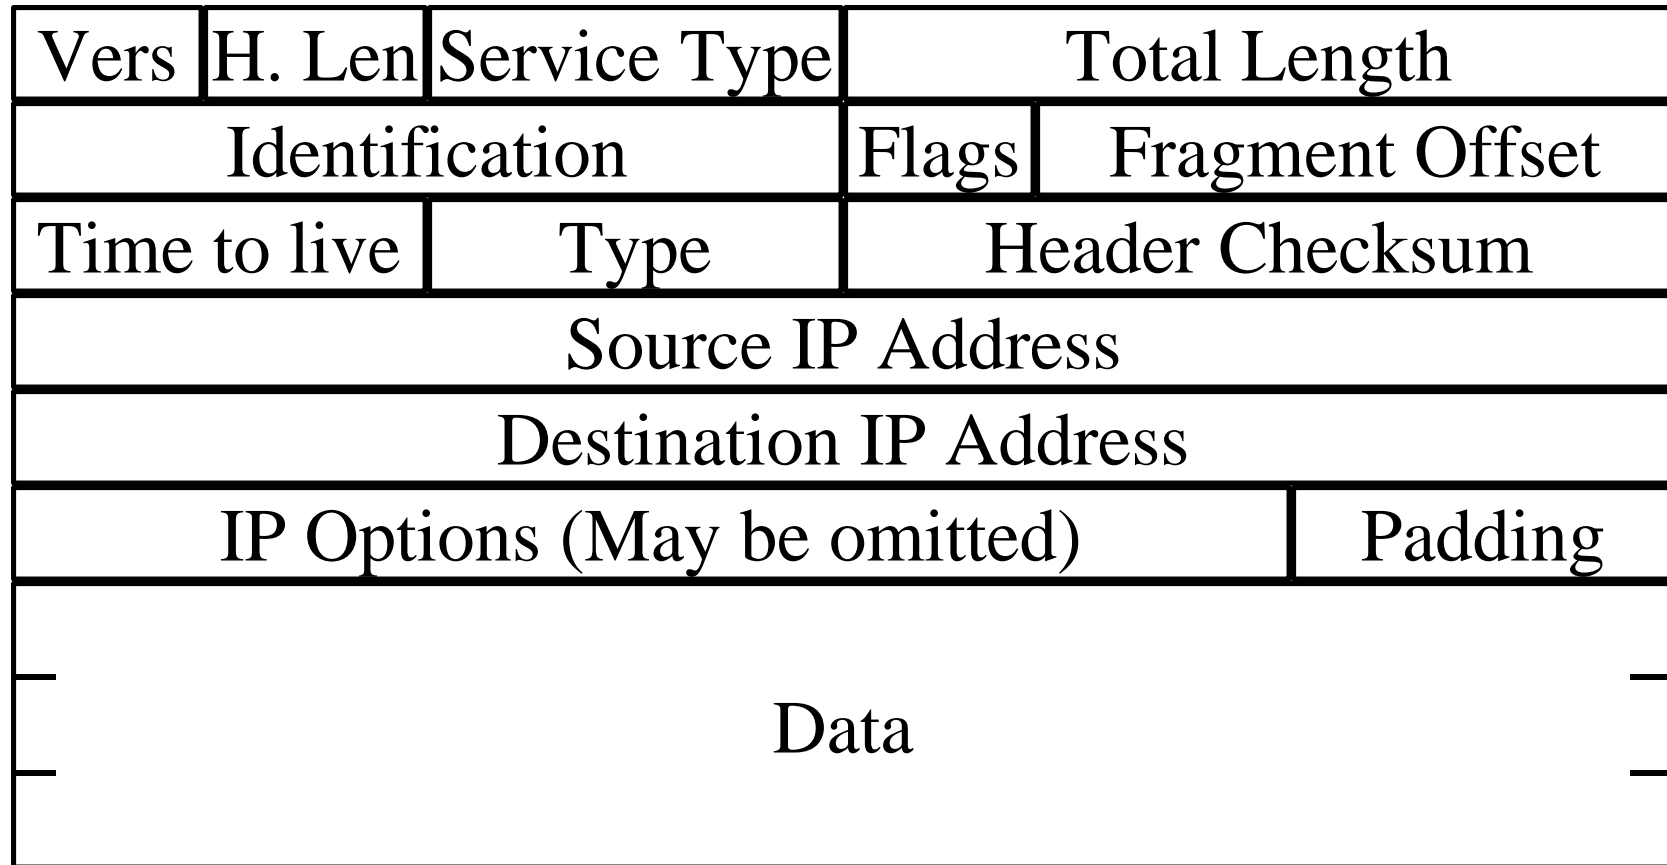 Vers H. Len Service Type Total Length
Identification Flags Fragment Offset
Time to live Type Header Checksum
Source IP Address
Destination IP Address
IP Options (May be omitted) Padding
Data